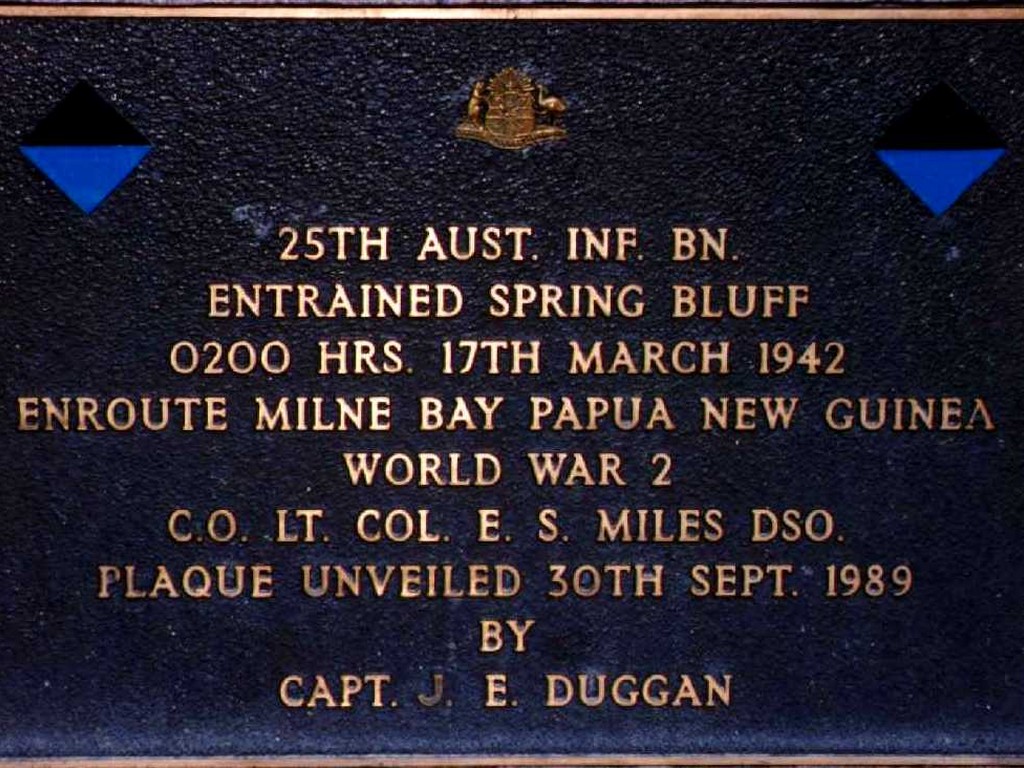 25TH AUST. INF. BN.
ENTRAINED SPRING BLUFF
0200 HRS. 17TH MARCH 1942
ENROUTE MILNE BAY PAPUA NEW GUINEA
WORLD WAR 2
C.O. LT. COL. E. S. MILES DSO.
PLAQUE UNVEILED 30TH SEPT. 1989
BY
CAPT. J. E. DUGGAN